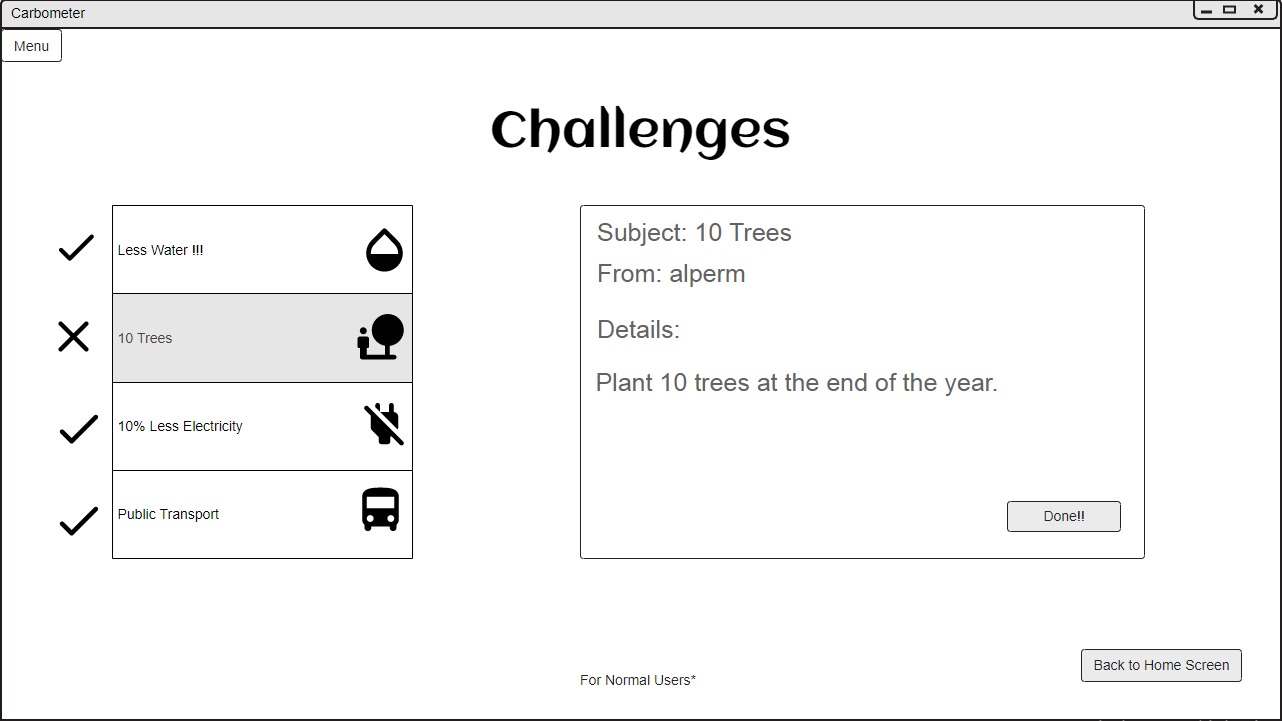 Carbometer
Menu
Challenges
Less Water !!!
10 Trees
10% Less Electricity
Public Transport
Subject: 10 Trees
From: alperm
Details:
Plant 10 trees at the end of the year.
Done!!
Back to Home Screen
For Normal Users*